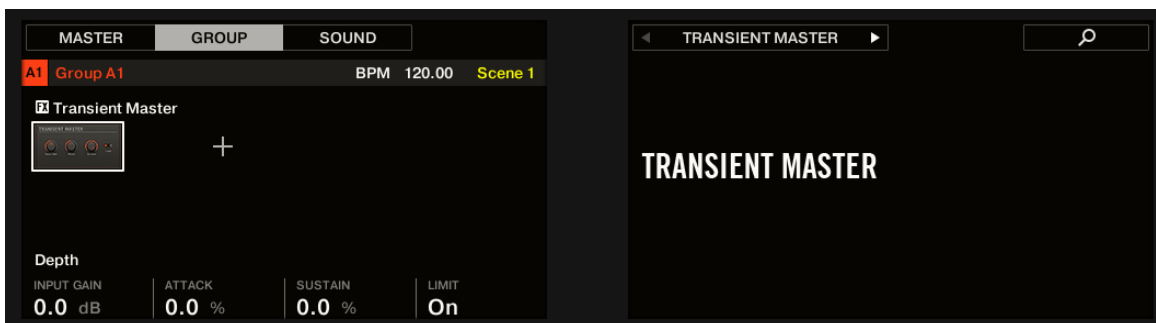 MASTER GROUP SOUND
A1 Group A1 BPM 120.00 Scene 1
FX Transient Master
TRANSIENT MASTER
Depth
INPUT GAIN ATTACK SUSTAIN LIMIT
0.0 dB 0.0 % 0.0 % On
TRANSIENT MASTER
TRANSIENT MASTER